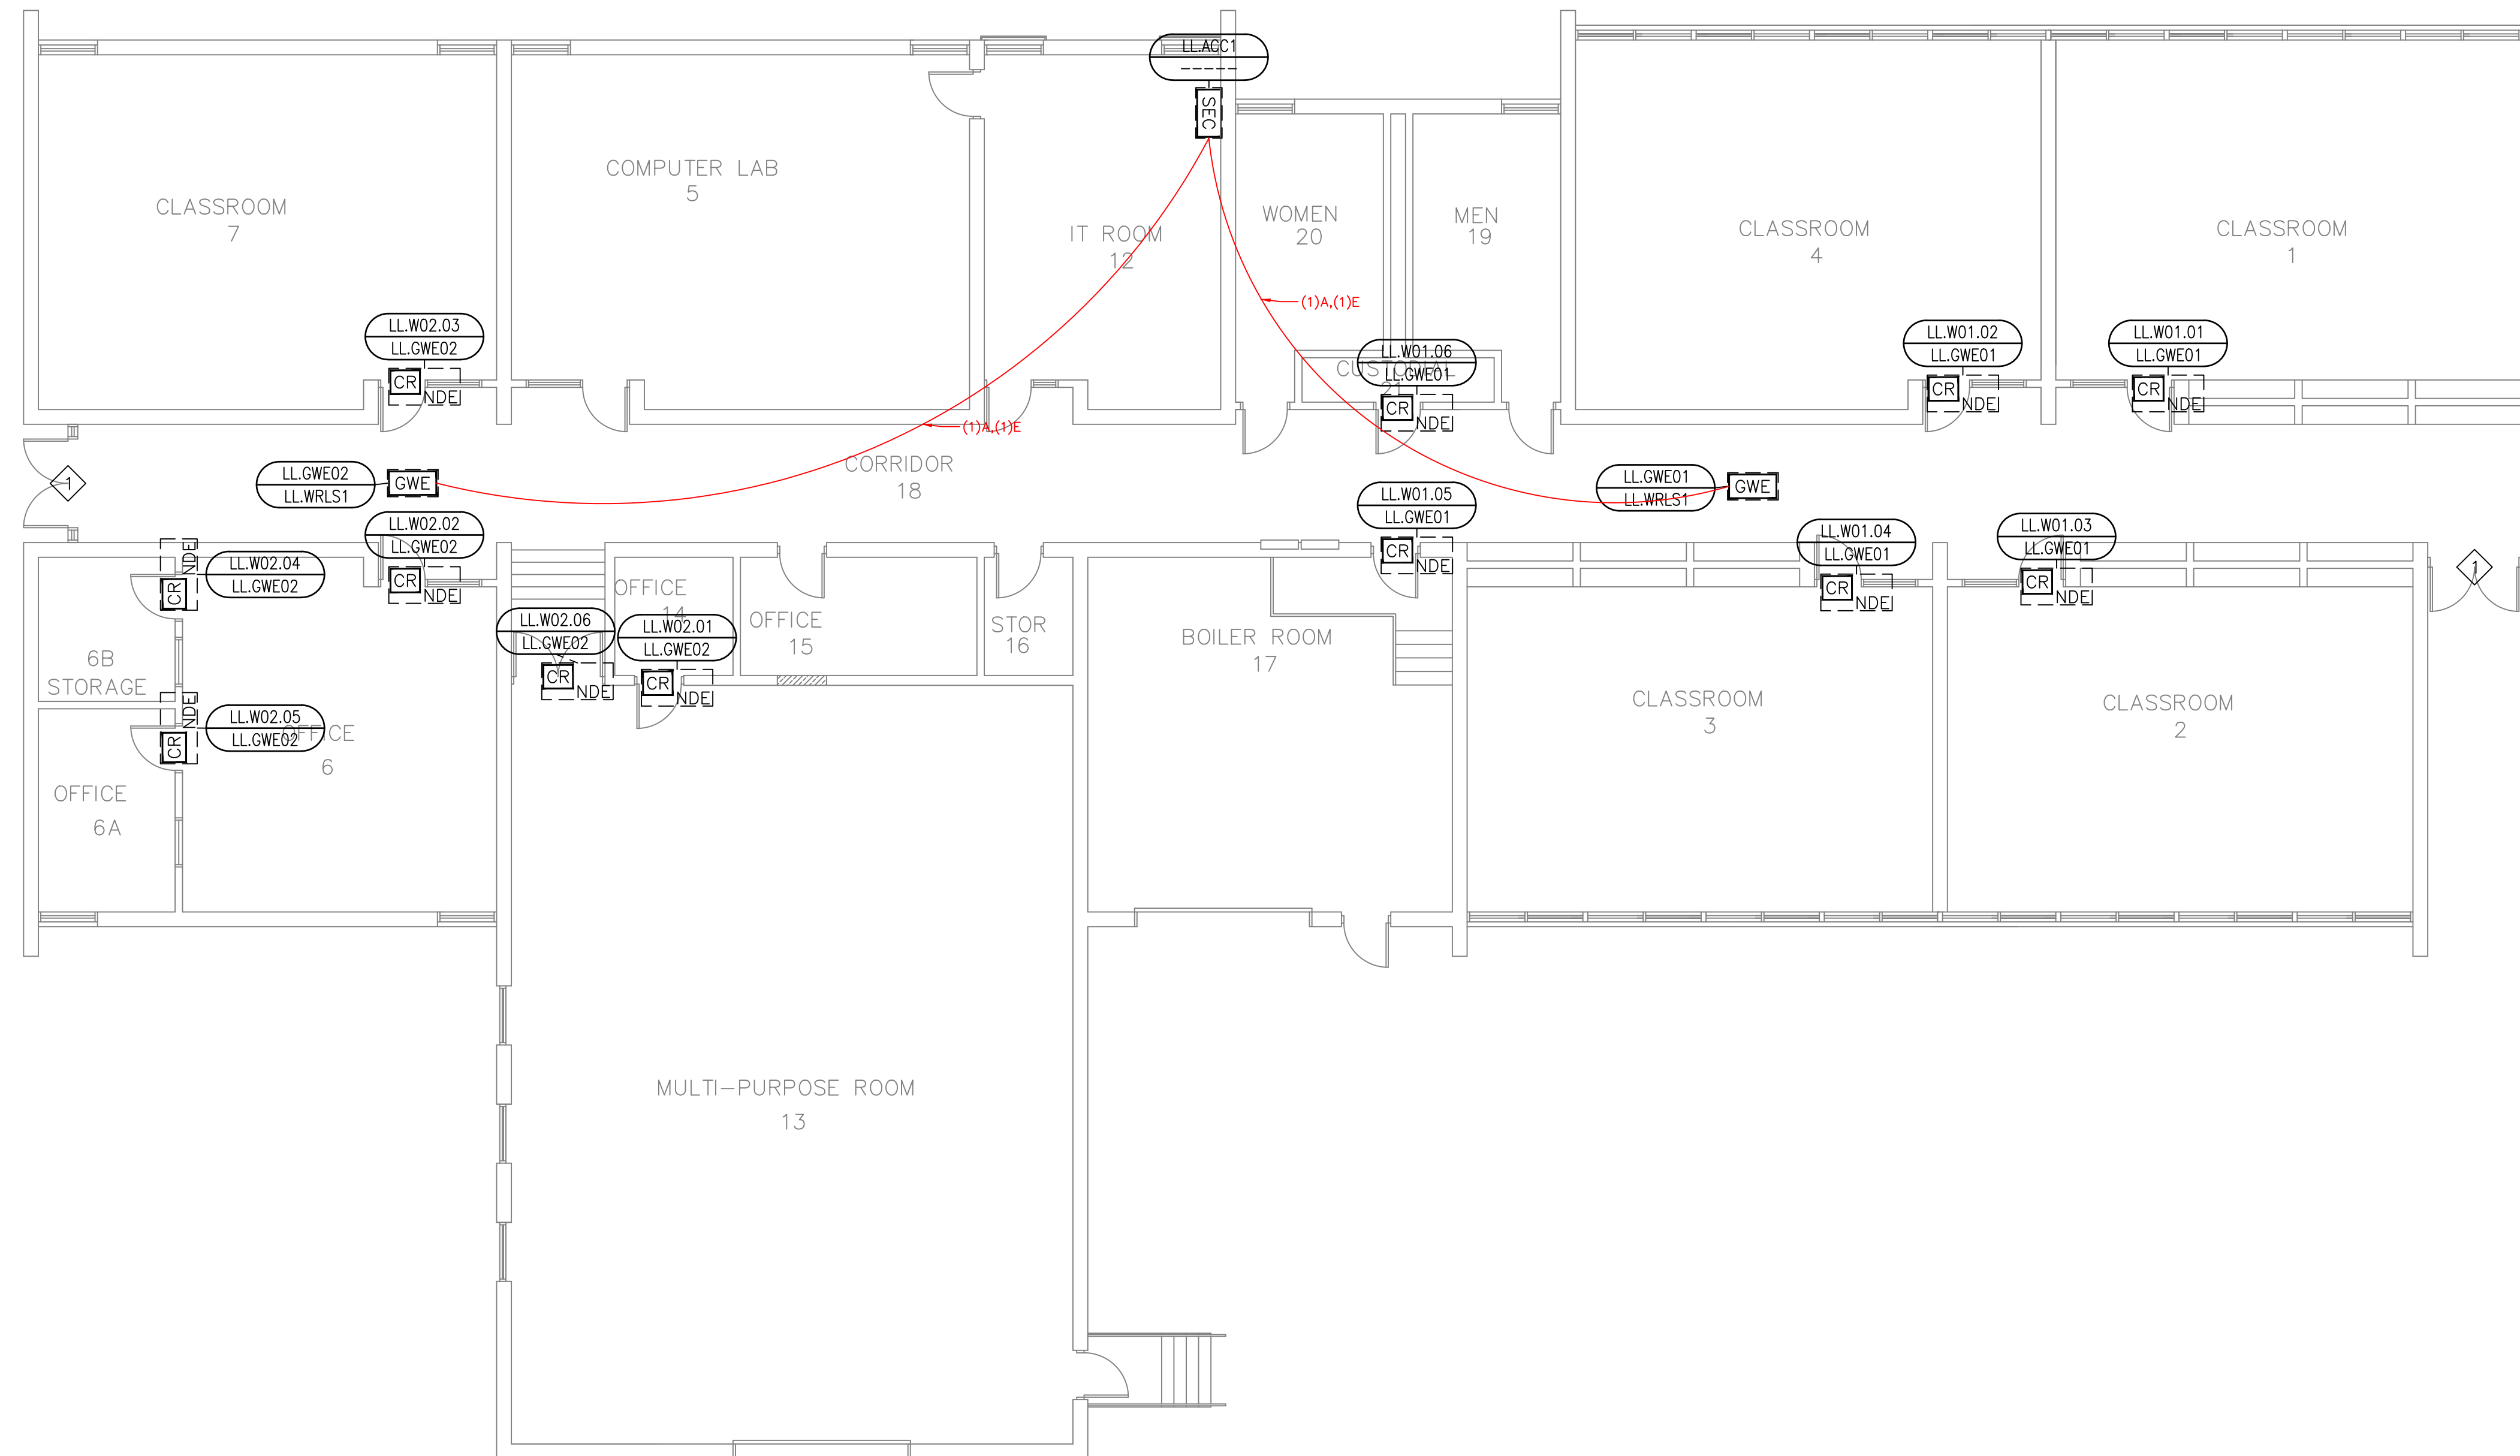 LL.ACC1
SEC
COMPUTER LAB
5
CLASSROOM
7
IT ROOM
12
WOMEN
20
MEN
19
CLASSROOM
4
CLASSROOM
1
(1)A,(1)E
LL.W02.03
LL.GWE02
CR
NDE
LL.W01.06
LL.GWE01
CUSTODIAL
21
CR
NDE
LL.W01.02
LL.GWE01
CR
NDE
LL.W01.01
LL.GWE01
CR
NDE
(1)A,(1)E
CORRIDOR
18
1
LL.GWE02
LL.WRLS1
GWE
LL.GWE01
LL.WRLS1
GWE
LL.W02.02
LL.GWE02
CR
NDE
LL.W01.05
LL.GWE01
CR
NDE
LL.W01.04
LL.GWE01
CR
NDE
LL.W01.03
LL.GWE01
CR
NDE
1
NDE
CR
LL.W02.04
LL.GWE02
OFFICE
14
OFFICE
15
STOR
16
BOILER ROOM
17
LL.W02.06
LL.GWE02
CR
NDE
LL.W02.01
LL.GWE02
CR
NDE
6B
STORAGE
NDE
CR
LL.W02.05
LL.GWE02
OFFICE
6
OFFICE
6A
CLASSROOM
3
CLASSROOM
2
MULTI-PURPOSE ROOM
13